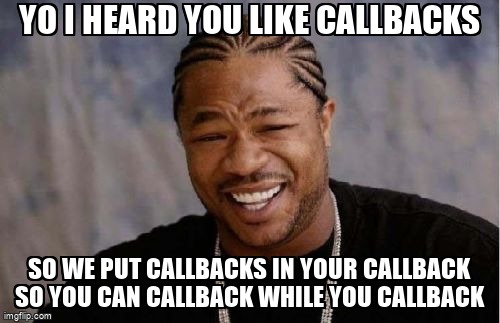 YO I HEARD YOU LIKE CALLBACKS
SO WE PUT CALLBACKS IN YOUR CALLBACK
SO YOU CAN CALLBACK WHILE YOU CALLBACK
imgflip.com